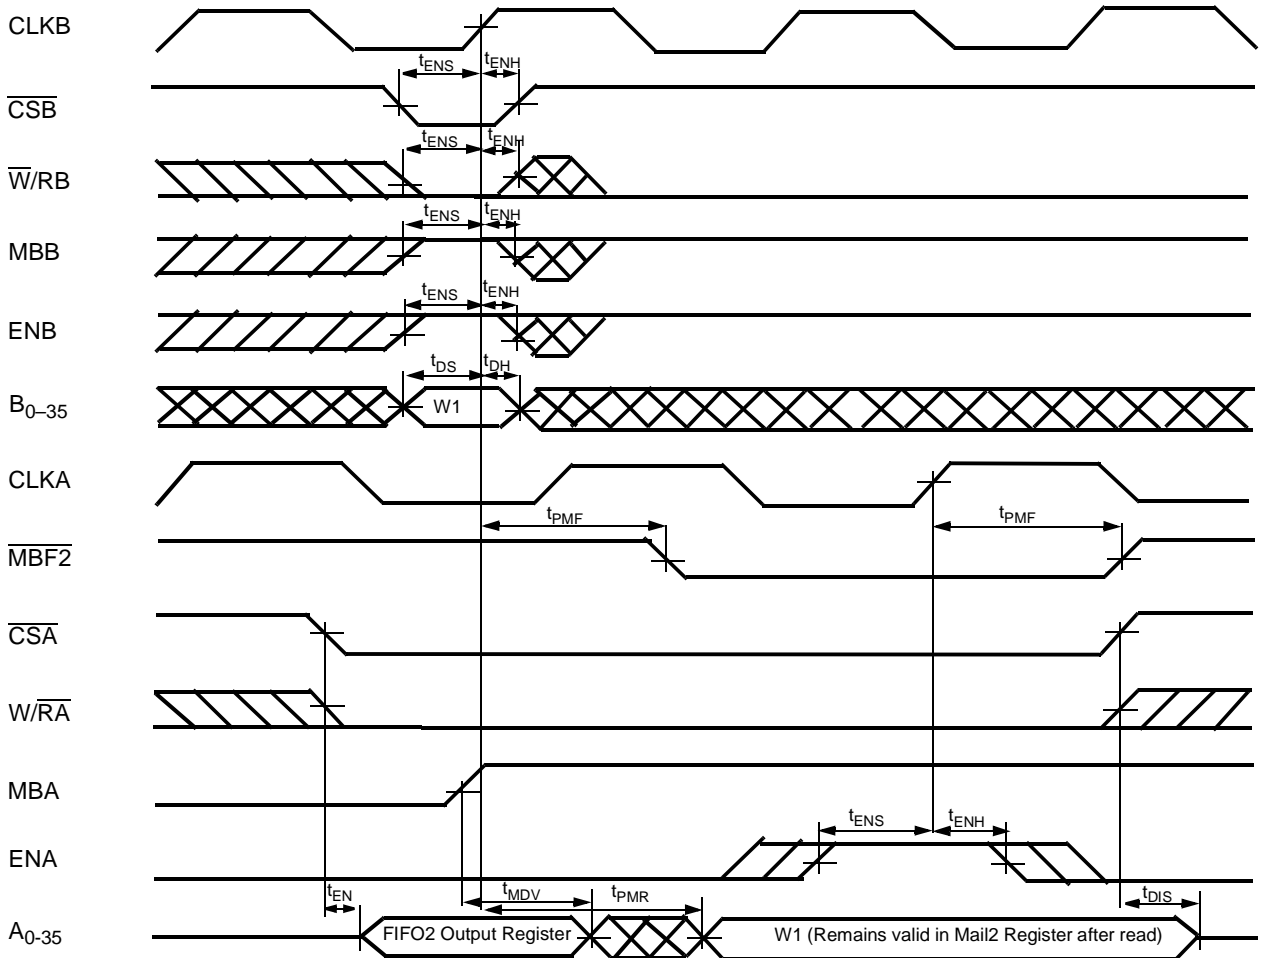 CLKB
tENS tENH
CSB
tENS tENH
W/RB
tENS tENH
MBB
tENS tENH
ENB
tDS tDH
B0–35 W1
CLKA
tPMF tPMF
MBF2
CSA
W/RA
MBA
tENS tENH
ENA
tEN tMDV tPMR tDIS
A0-35 FIFO2 Output Register W1 (Remains valid in Mail2 Register after read)